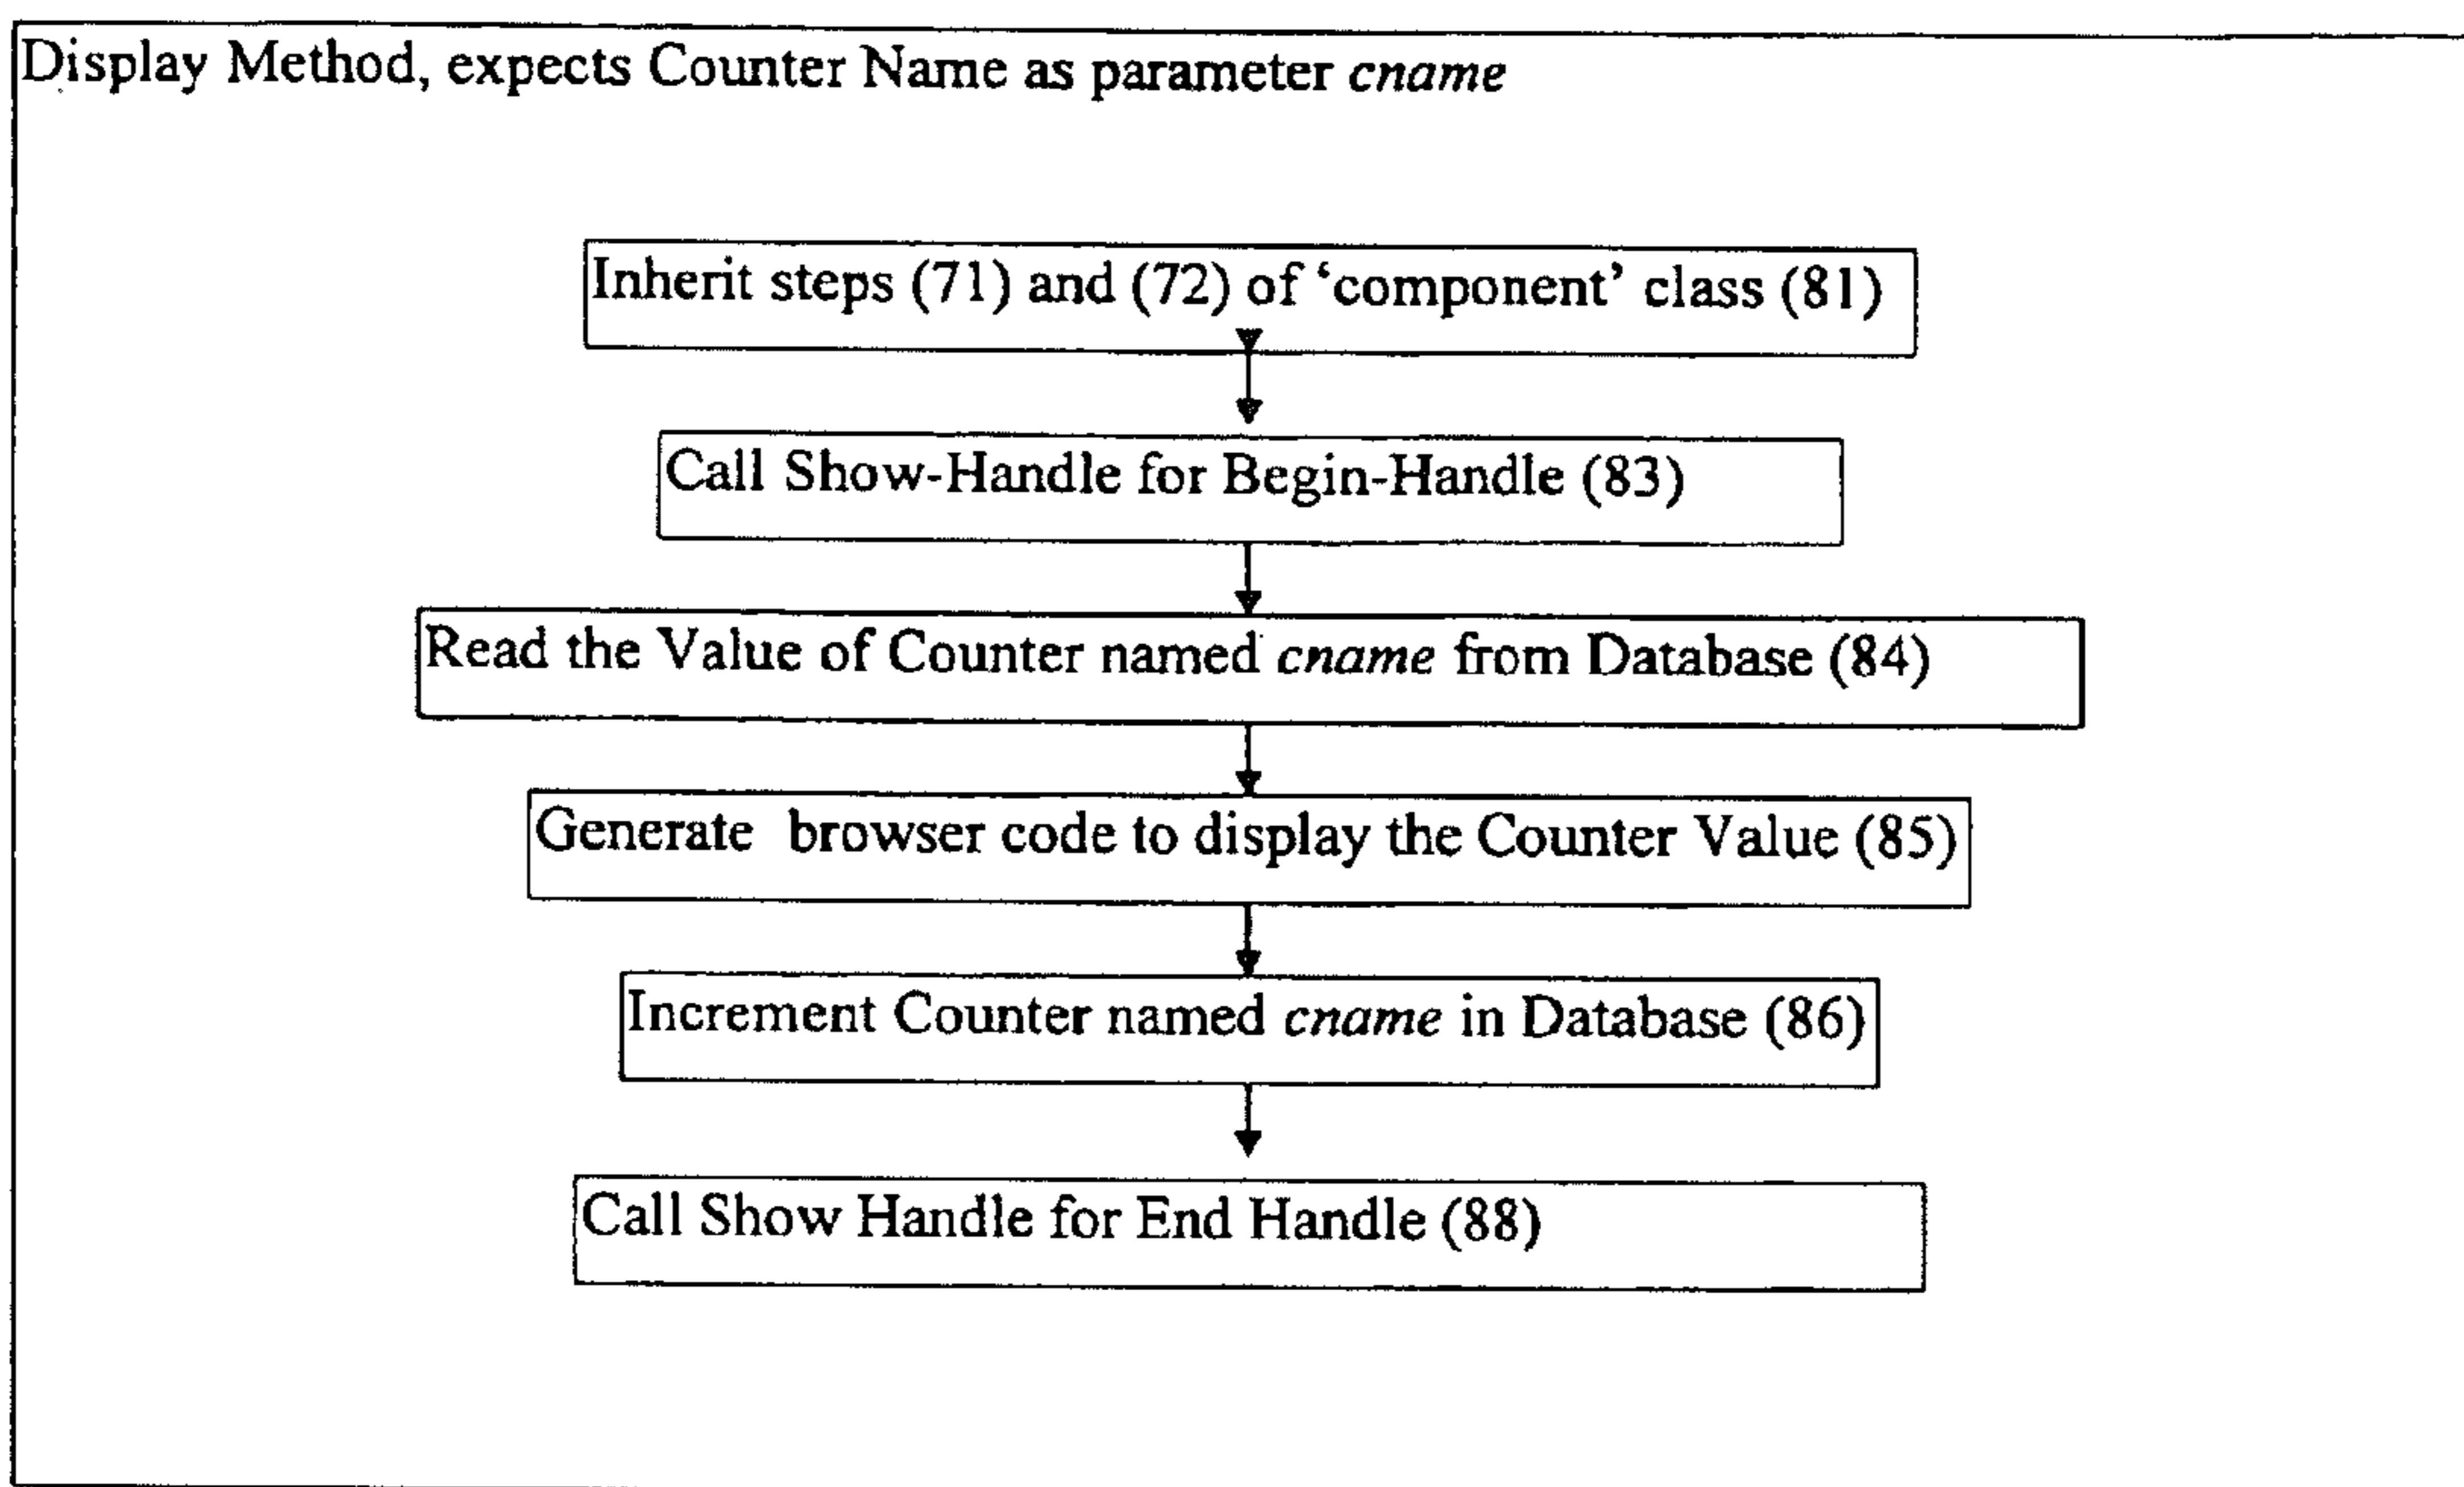 Display Method, expects Counter Name as parameter cname
Inherit steps (71) and (72) of ‘component’ class (81)
Call Show-Handle for Begin-Handle (83)
Read the Value of Counter named cname from Database (84)
Generate browser code to display the Counter Value (85)
Increment Counter named cname in Database (86)
Call Show Handle for End Handle (88)